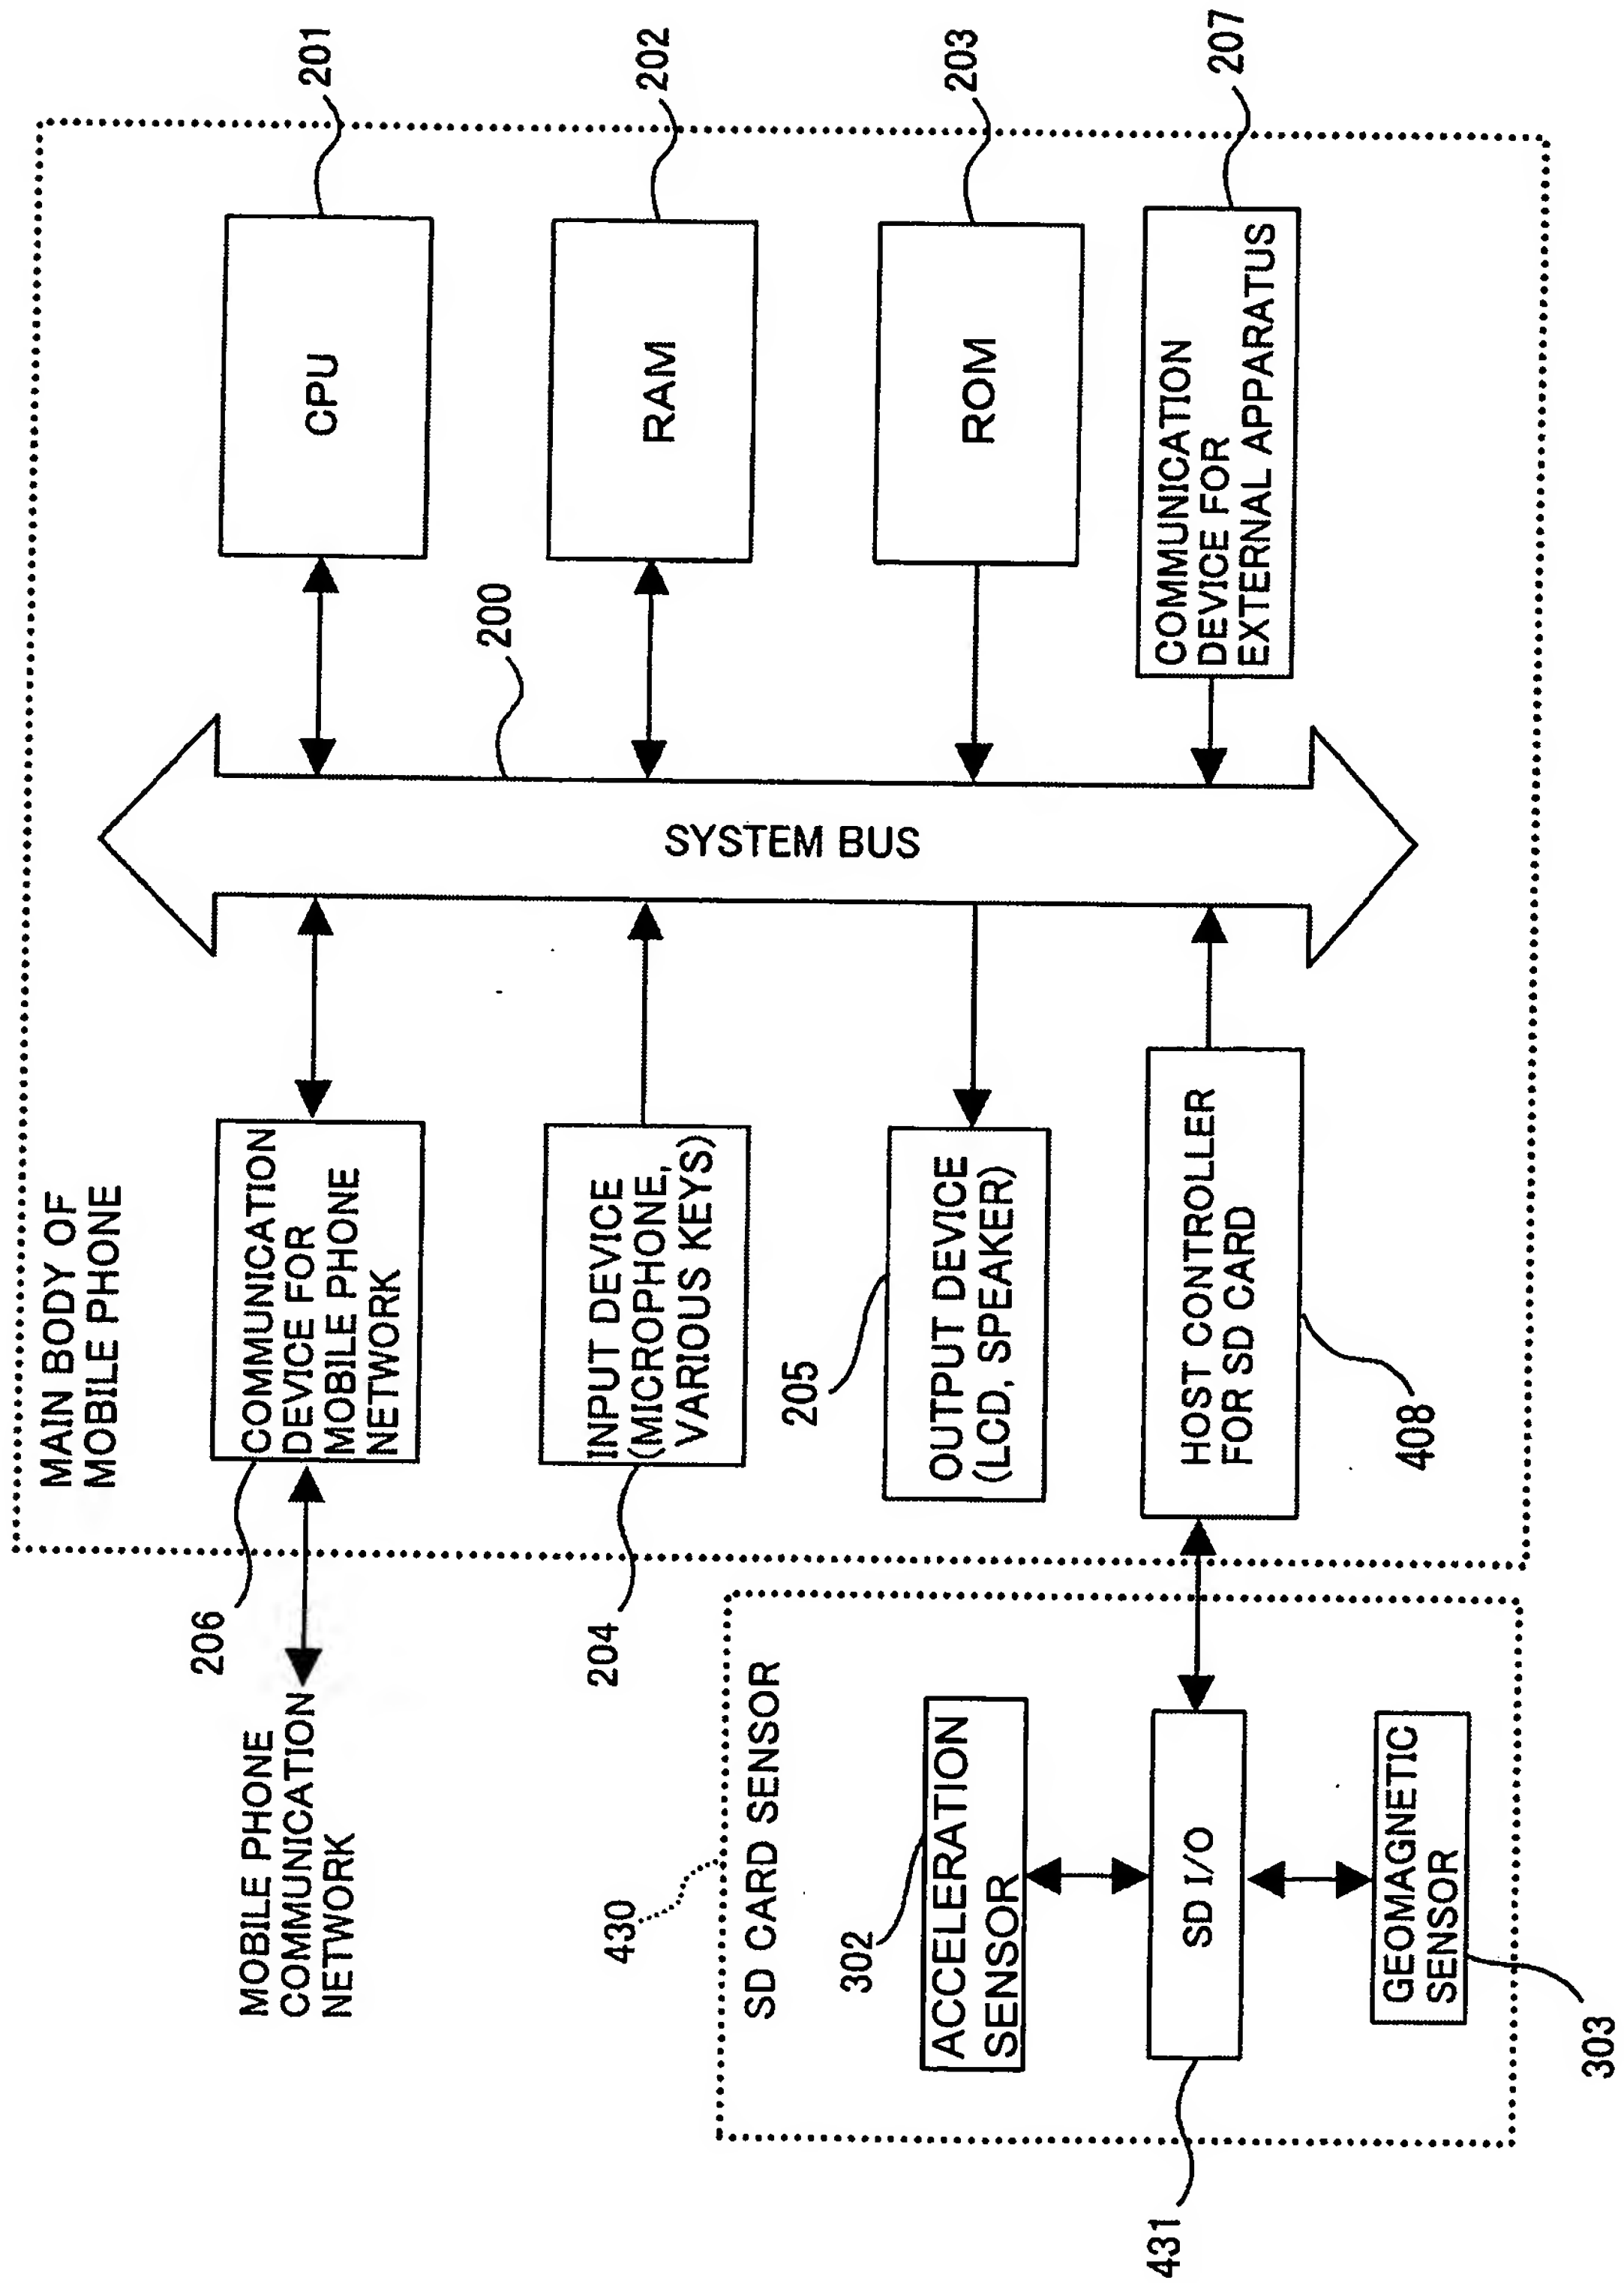 MAIN BODY OF
MOBILE PHONE
201
CPU
202
RAM
203
ROM
207
COMMUNICATION
DEVICE FOR
EXTERNAL APPARATUS
200
SYSTEM BUS
COMMUNICATION
DEVICE FOR
MOBILE PHONE
NETWORK
206
INPUT DEVICE
(MICROPHONE,
VARIOUS KEYS)
204
OUTPUT DEVICE
(LCD, SPEAKER)
205
HOST CONTROLLER
FOR SD CARD
408
MOBILE PHONE
COMMUNICATION
NETWORK
430
SD CARD SENSOR
302
ACCELERATION
SENSOR
SD I/O
431
GEOMAGNETIC
SENSOR
303